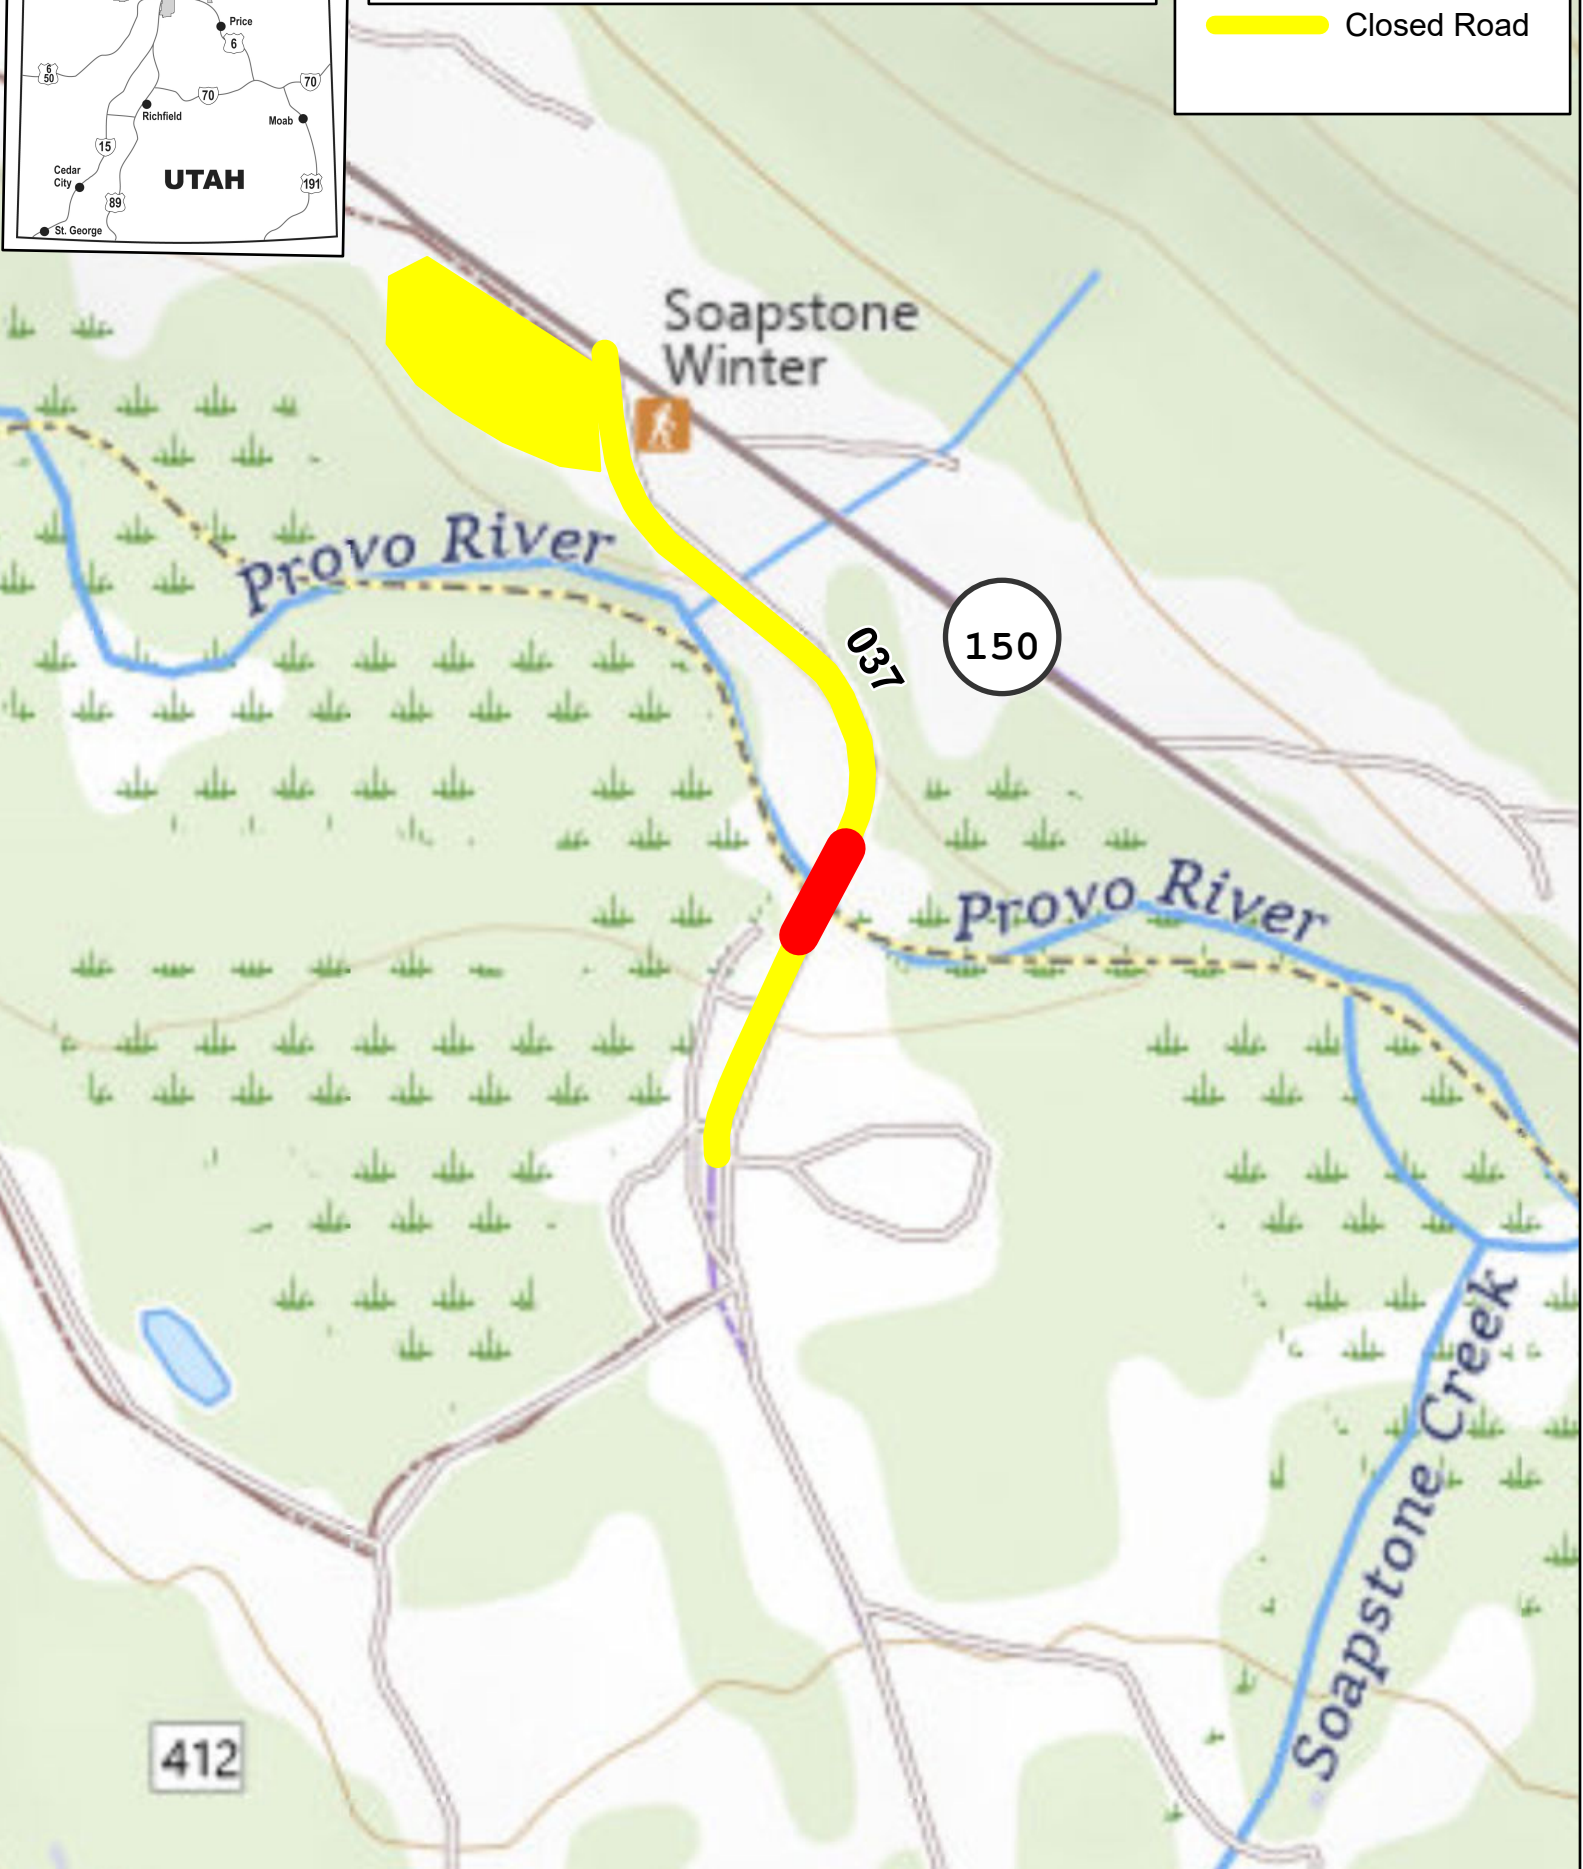 Price
6
6
50
70
70
Richfield
Moab
15
Cedar
City
UTAH
191
89
St. George
Closed Road
Soapstone
Winter
Provo River
037
150
Provo River
Soapstone Creek
412